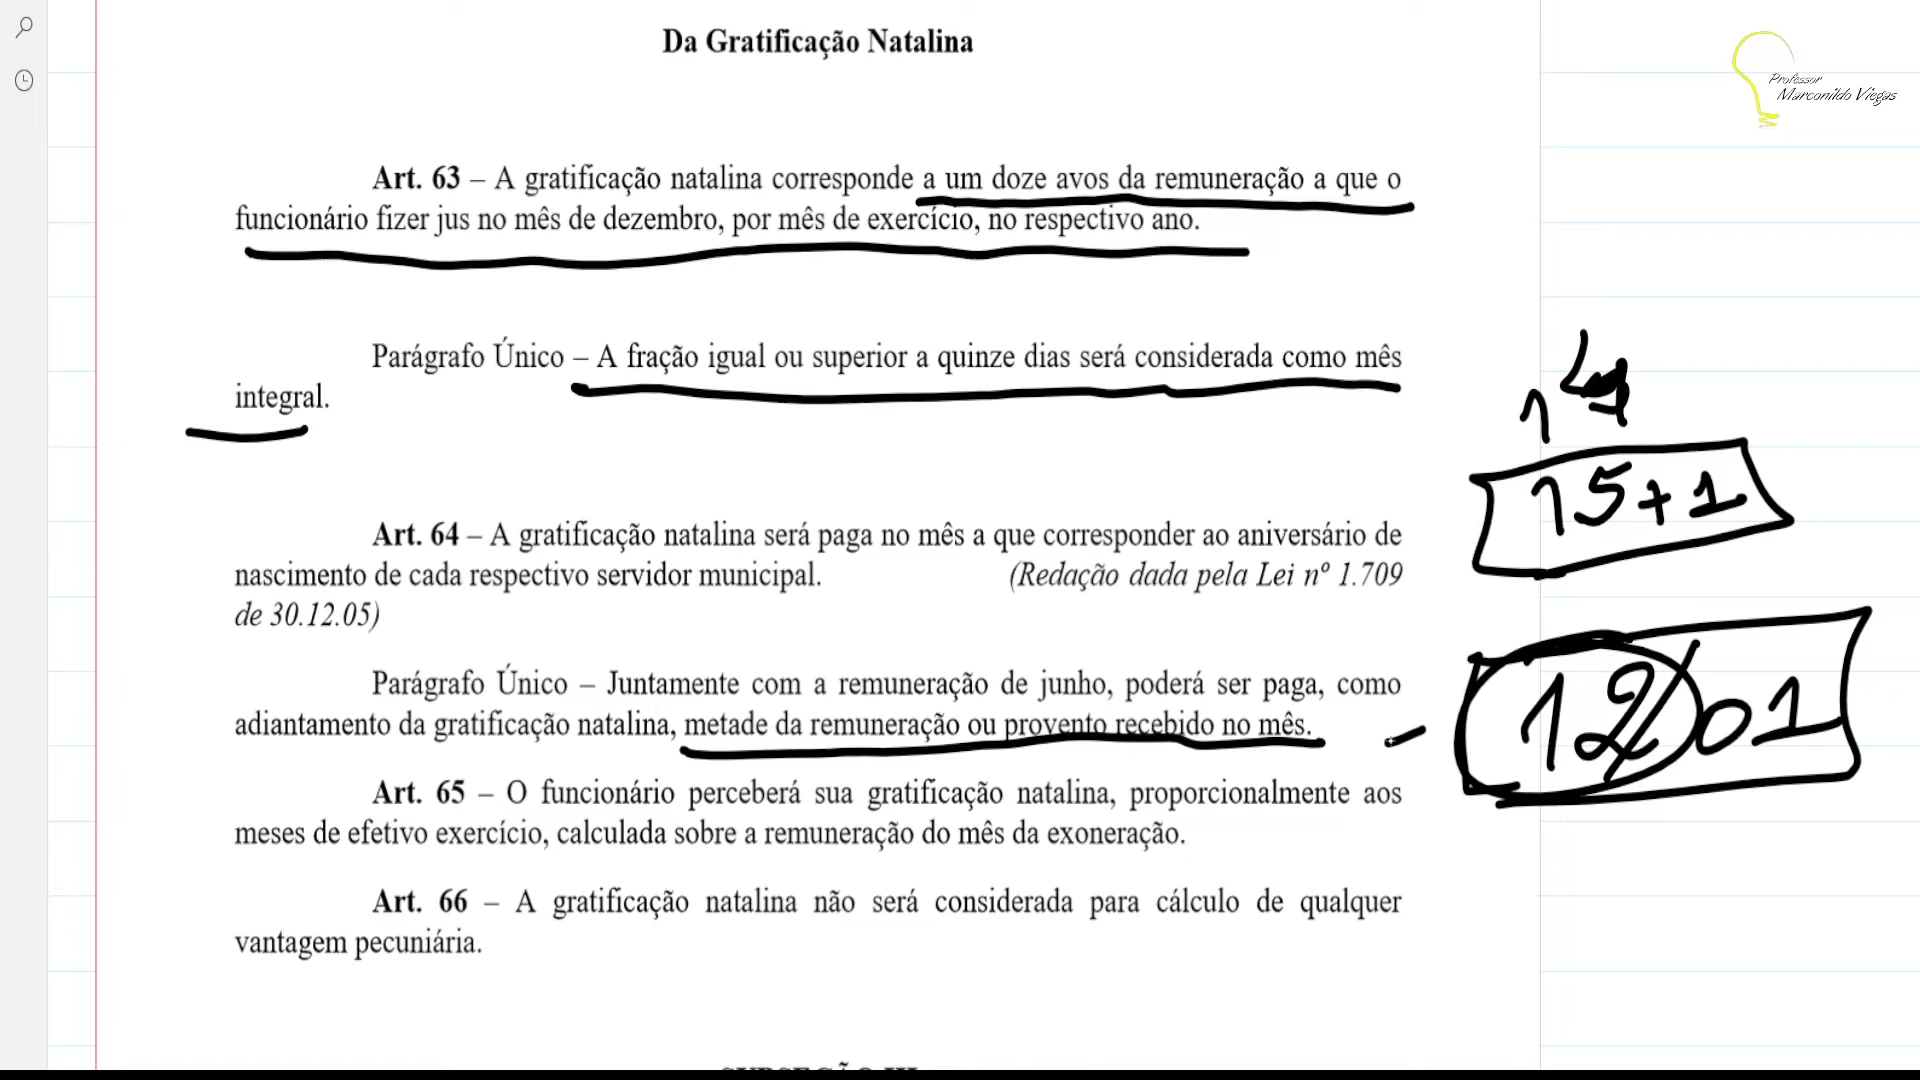 Da Gratificação Natalina
Professor
Marconildo Viegas
Art. 63 – A gratificação natalina corresponde a um doze avos da remuneração a que o
funcionário fizer jus no mês de dezembro, por mês de exercício, no respectivo ano.
Parágrafo Único – A fração igual ou superior a quinze dias será considerada como mês
integral.
15+1
Art. 64 – A gratificação natalina será paga no mês a que corresponder ao aniversário de
nascimento de cada respectivo servidor municipal. (Redação dada pela Lei nº 1.709
de 30.12.05)
Parágrafo Único – Juntamente com a remuneração de junho, poderá ser paga, como
adiantamento da gratificação natalina, metade da remuneração ou provento recebido no mês.
12/01
Art. 65 – O funcionário perceberá sua gratificação natalina, proporcionalmente aos
meses de efetivo exercício, calculada sobre a remuneração do mês da exoneração.
Art. 66 – A gratificação natalina não será considerada para cálculo de qualquer
vantagem pecuniária.